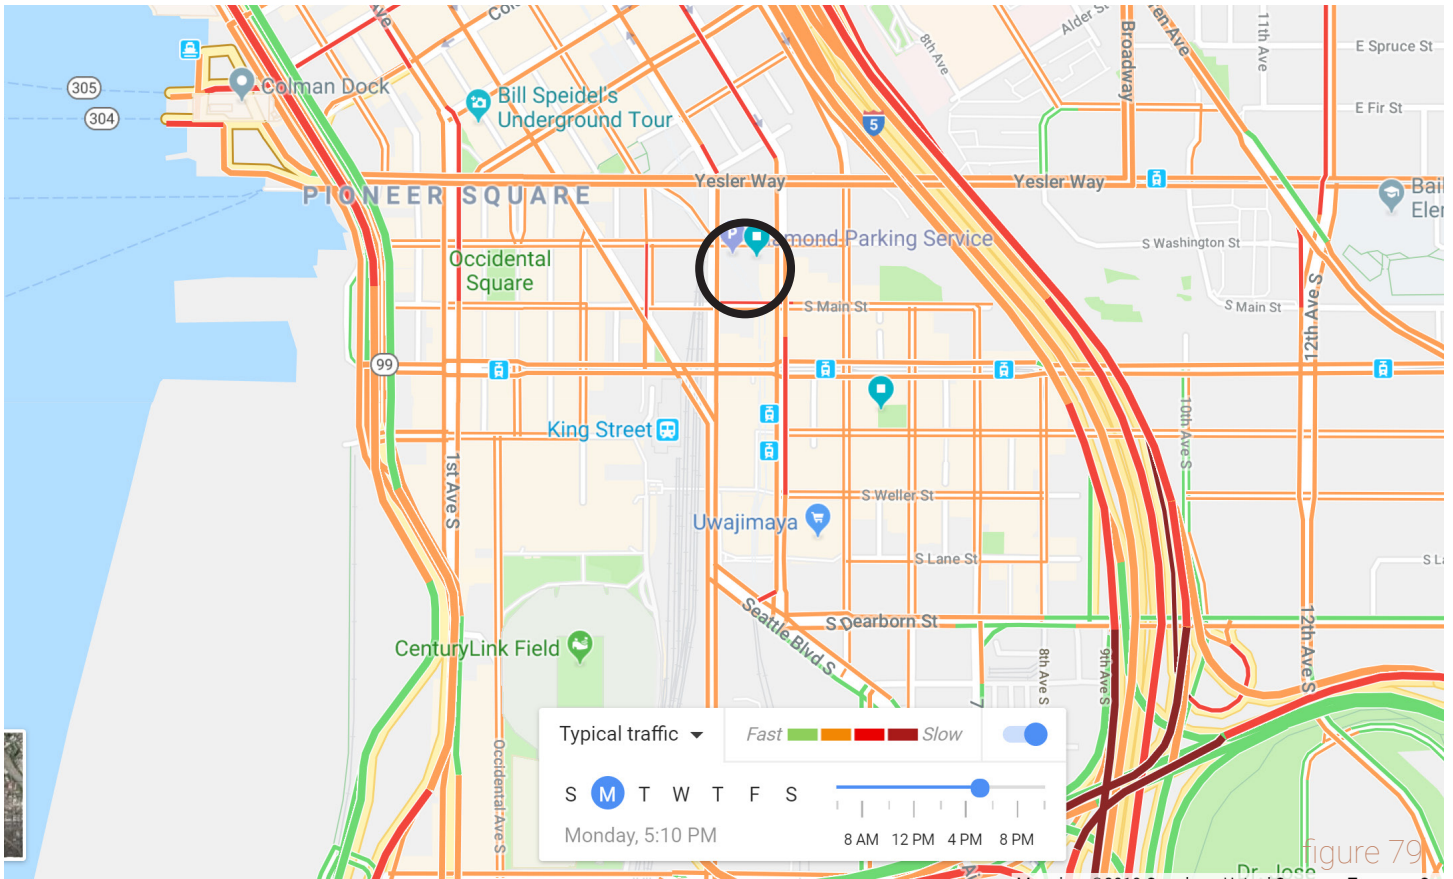 Alder St
8th Ave
Broadway
11th Ave
E Spruce St
305
Colman Dock
Bill Speidel's
Underground Tour
E Fir St
304
5
Yesler Way
Yesler Way
PIONEER SQUARE
P
mond Parking Service
S Washington St
Occidental
Square
S Main St
S Main St
12th Ave S
99
King Street
10th Ave S
1st Ave S
S Weller St
Uwajimaya
S Lane St
Seattle Blvd S
S Dearborn St
CenturyLink Field
8th Ave S
9th Ave S
12th Ave S
Occidental Ave S
Typical traffic
Fast
Slow
S M T W T F S
Monday, 5:10 PM
8 AM 12 PM 4 PM 8 PM
figure 79